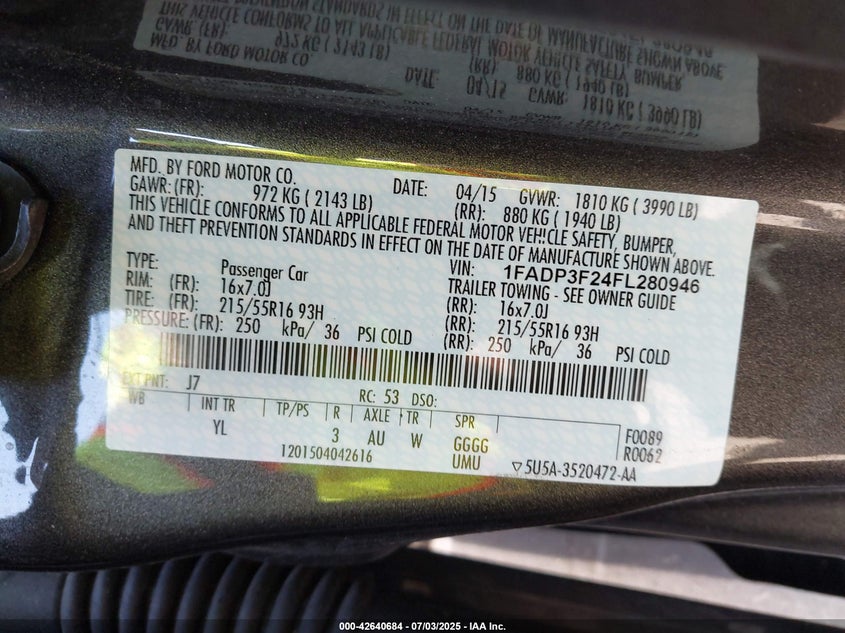 MFD. BY FORD MOTOR CO. DATE: 04/15 GVWR: 1810 KG ( 3990 LB)
GAWR: (FR): 972 KG ( 2143 LB) (RR): 880 KG ( 1940 LB)
THIS VEHICLE CONFORMS TO ALL APPLICABLE FEDERAL MOTOR VEHICLE SAFETY, BUMPER,
AND THEFT PREVENTION STANDARDS IN EFFECT ON THE DATE OF MANUFACTURE SHOWN ABOVE.
VIN: 1FADP3F24FL280946
TYPE: Passenger Car TRAILER TOWING - SEE OWNER GUIDE
RIM: (FR): 16x7.0J (RR): 16x7.0J
TIRE: (FR): 215/55R16 93H (RR): 215/55R16 93H
PRESSURE: (FR): 250 kPa/ 36 PSI COLD (RR): 250 kPa/ 36 PSI COLD
EXT PNT: J7 RC: 53 DSO:
WB INT TR TP/PS R AXLE TR SPR
YL 3 AU W GGGG F0089
UMU R0062
1201504042616 ▽5U5A-3520472-AA
000-42640684 | 07/03/2025 - IAA Inc.